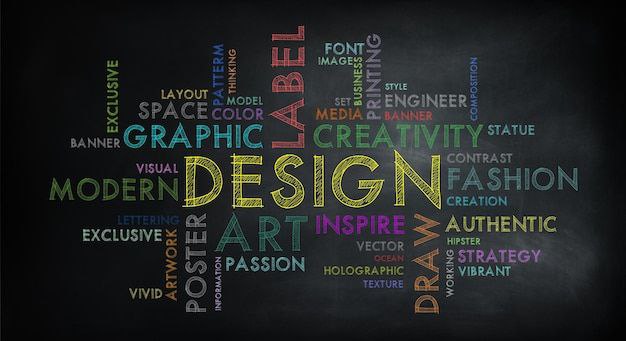 EXCLUSIVE
LAYOUT
PATTERM
THINKING
LABEL
FONT
IMAGES
BUSINESS
PRINTING
STYLE
COMPOSITION
SPACE
MODEL
COLOR
SET
MEDIA
ENGINEER
BANNER
BANNER
GRAPHIC
CREATIVITY
STATUE
VISUAL
CONTRAST
MODERN
DESIGN
FASHION
CREATION
LETTERING
EXCLUSIVE
ARTWORK
POSTER
ART
INSPIRE
DRAW
AUTHENTIC
VECTOR
HIPSTER
INFORMATION
PASSION
OCEAN
HOLOGRAPHIC
WORKING
STRATEGY
VIBRANT
VIVID
TEXTURE